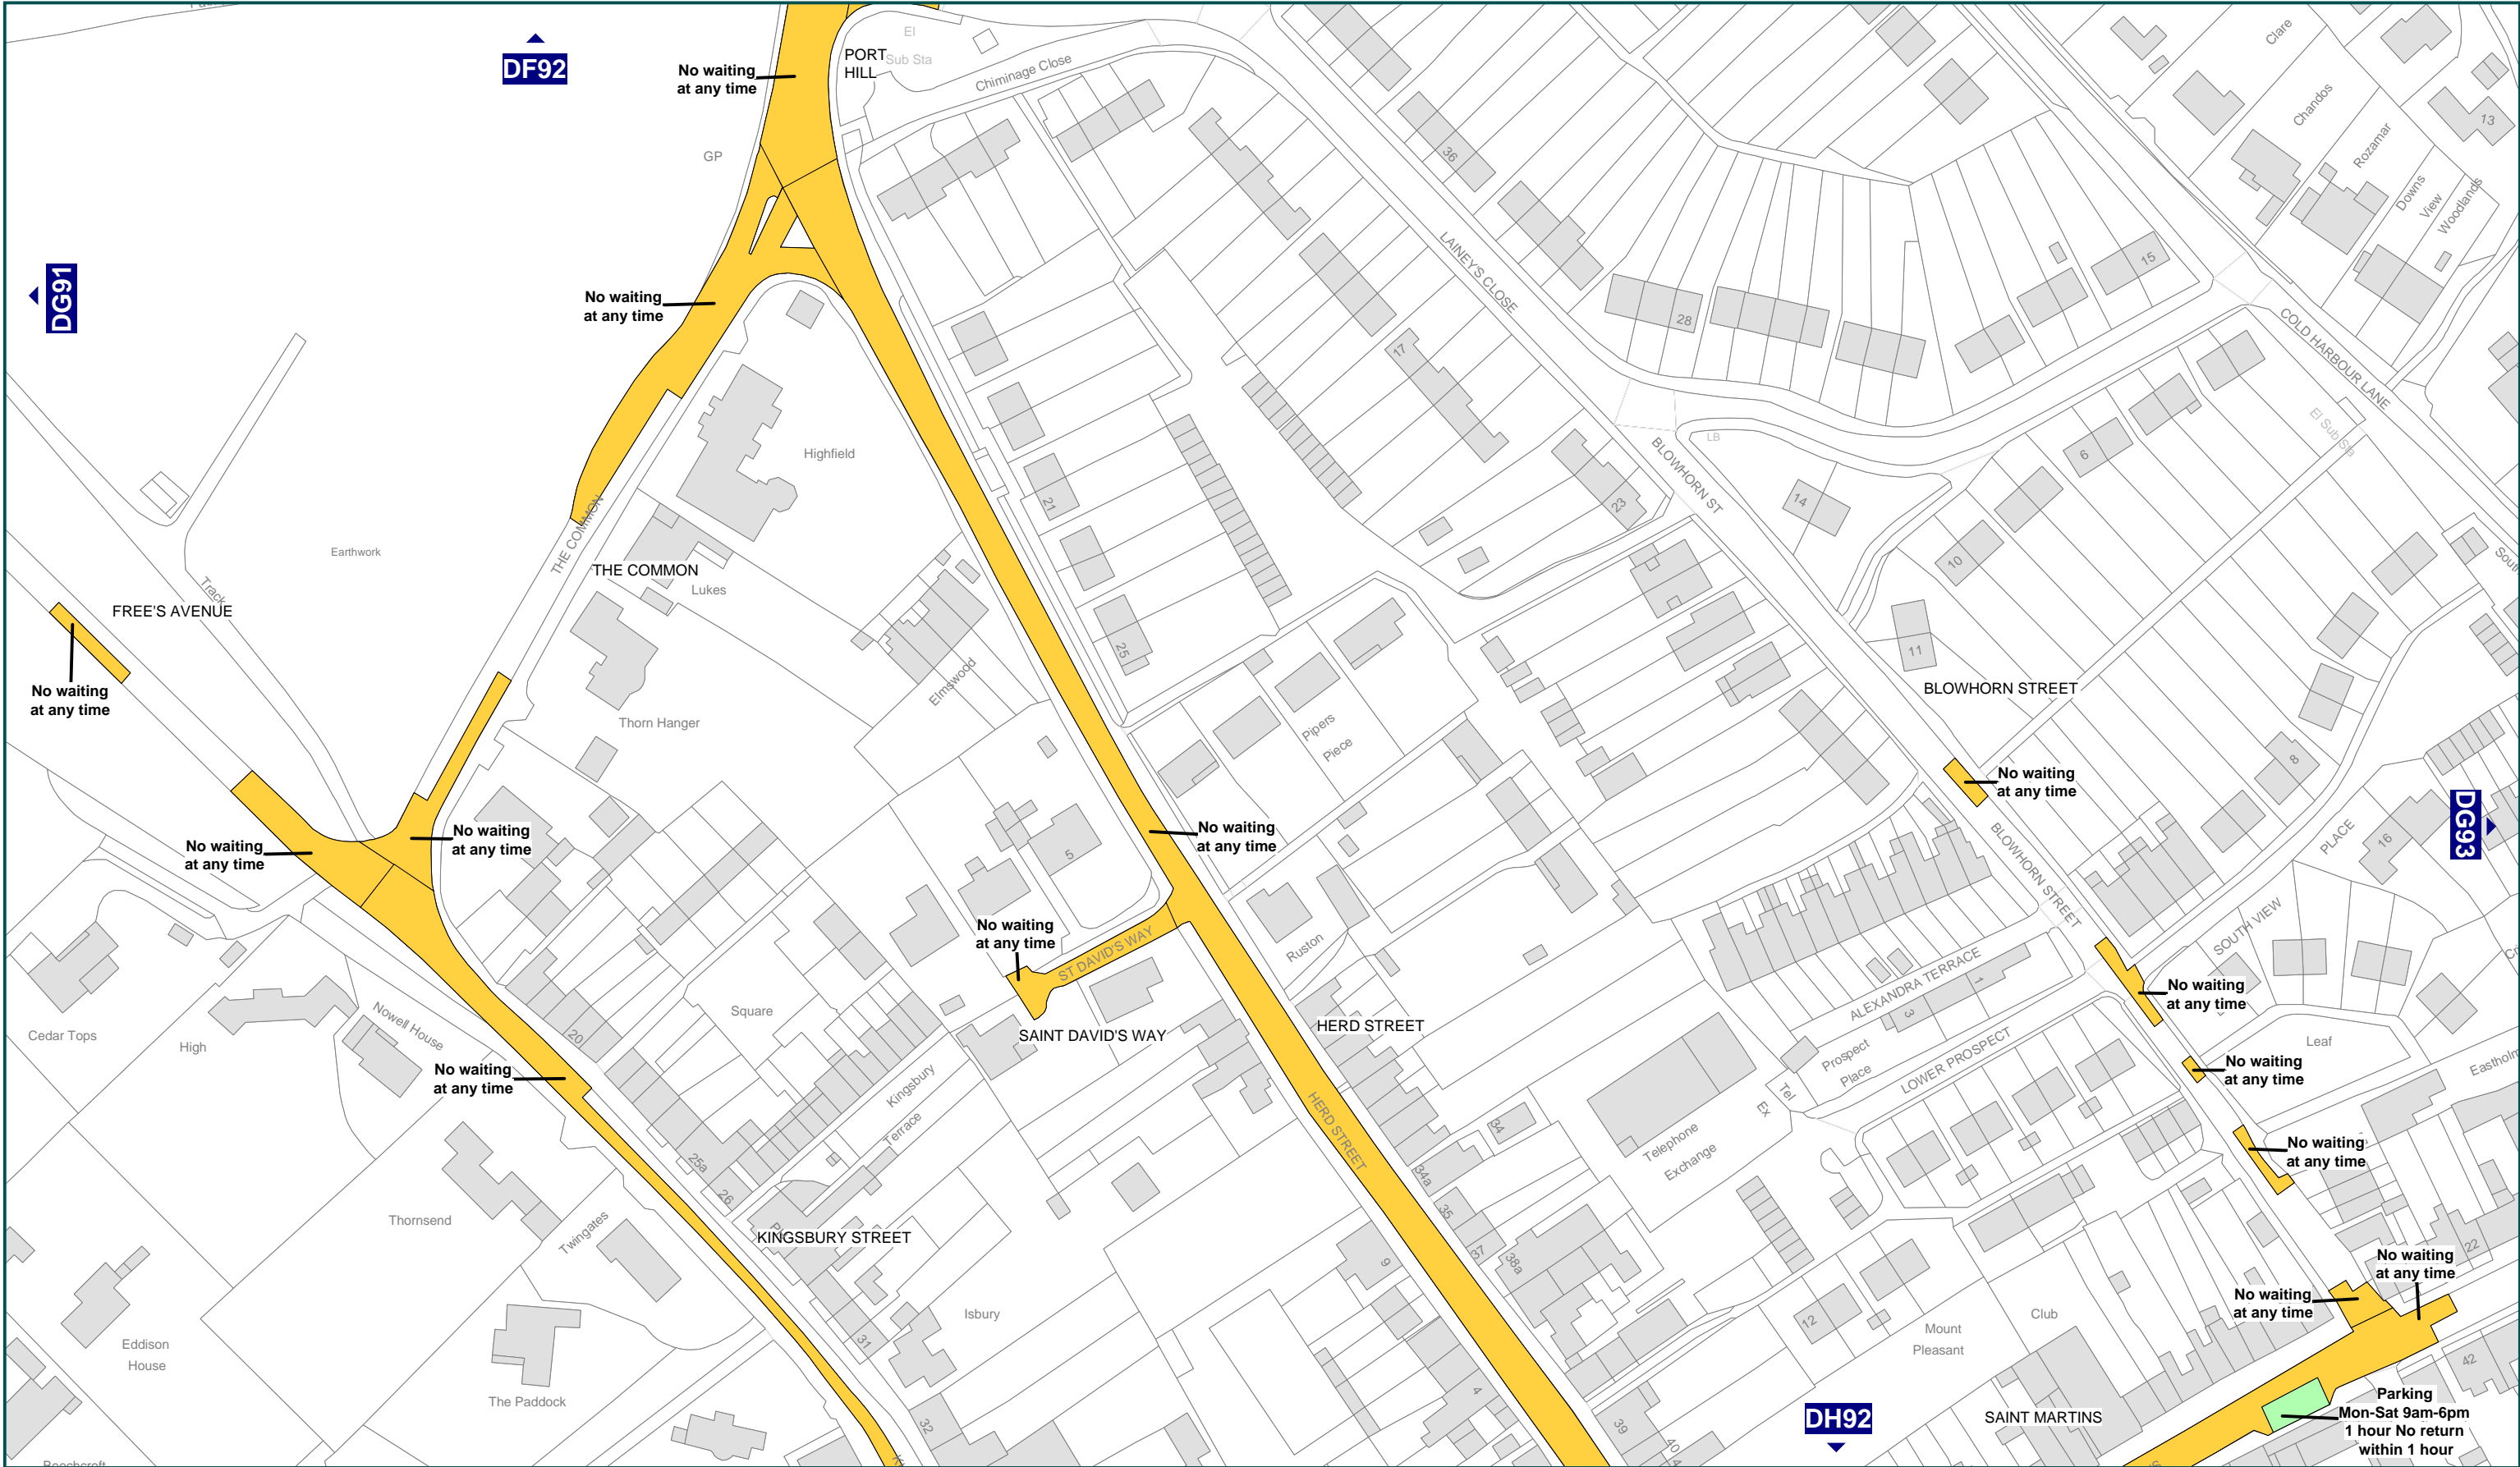 DF92
No waiting
at any time
PORT
HILL
El
Sub Sta
Chiminage Close
Clare
Chandos
Rozamar
Downs
View
Woodlands
13
GP
36
DG91
No waiting
at any time
LAINEYS CLOSE
28
15
17
COLD HARBOUR LANE
El Sub Sta
Highfield
LB
BLOWHORN ST
6
14
23
21
THE COMMON
Earthwork
THE COMMON
Lukes
Track
FREE'S AVENUE
10
11
25
No waiting
at any time
Thorn Hanger
Elmswood
Pipers
Piece
BLOWHORN STREET
No waiting
at any time
8
DG93
No waiting
at any time
No waiting
at any time
No waiting
at any time
5
BLOWHORN STREET
PLACE
16
No waiting
at any time
ST DAVID'S WAY
Ruston
SOUTH VIEW
ALEXANDRA TERRACE
1
3
No waiting
at any time
Cedar Tops
High
Nowell House
20
Square
SAINT DAVID'S WAY
HERD STREET
Prospect
Place
LOWER PROSPECT
Leaf
No waiting
at any time
No waiting
at any time
Kingsbury
Terrace
HERD STREET
34
Tel
Ex
Telephone
Exchange
No waiting
at any time
25a
26
34a
35
37
38a
Thornsend
Twingates
KINGSBURY STREET
9
22
No waiting
at any time
No waiting
at any time
Isbury
31
12
Mount
Pleasant
Club
Eddison
House
The Paddock
4
42
32
39
40
DH92
SAINT MARTINS
Parking
Mon-Sat 9am-6pm
1 hour No return
within 1 hour